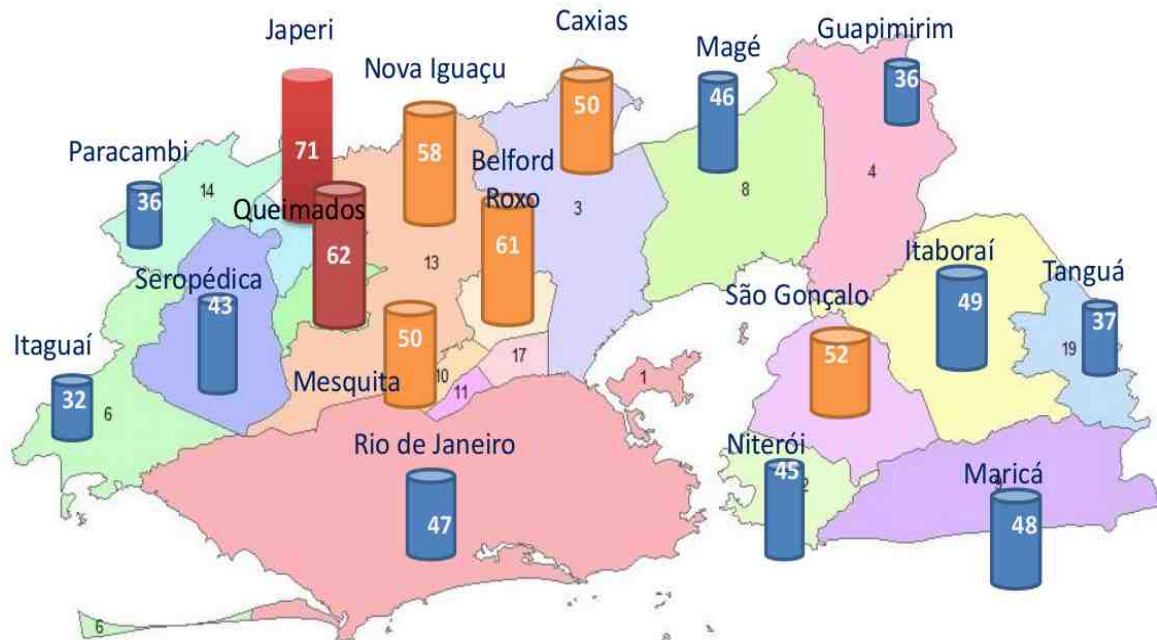 Japeri
71
Caxias
50
Guapimirim
36
Magé
46
Nova Iguaçu
58
Paracambi
36
14
Belford
Roxo
61
3
8
4
Queimados
62
13
Seropédica
43
Itaboraí
49
Tanguá
37
19
São Gonçalo
52
Itaguaí
32
6
Mesquita
50
10
17
11
1
Rio de Janeiro
47
Niterói
45
2
Maricá
9
48
6